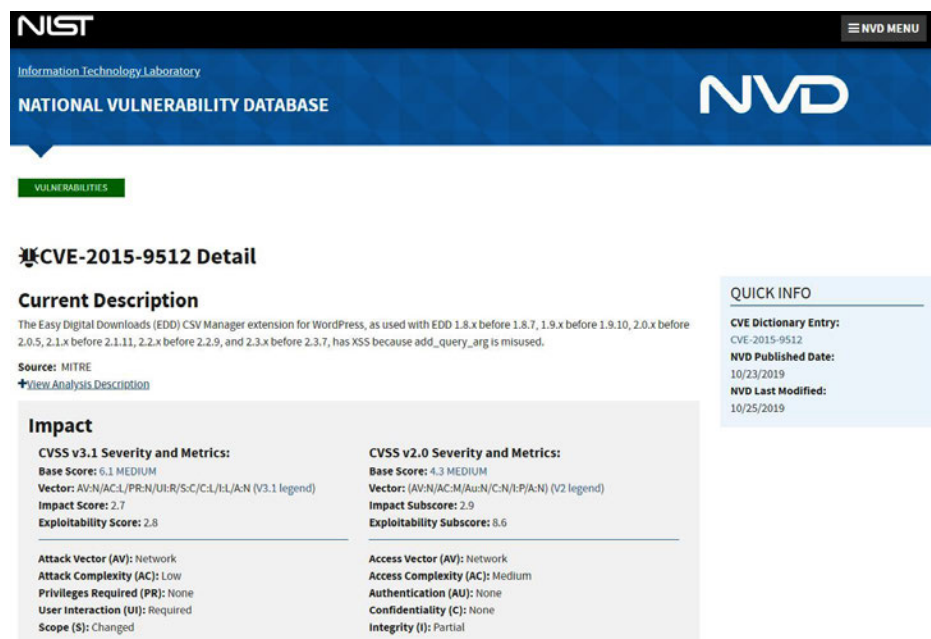 NIST
NVD MENU
Information Technology Laboratory
NATIONAL VULNERABILITY DATABASE
NVD
VULNERABILITIES
CVE-2015-9512 Detail
Current Description
The Easy Digital Downloads (EDD) CSV Manager extension for WordPress, as used with EDD 1.8.x before 1.8.7, 1.9.x before 1.9.10, 2.0.x before
2.0.5, 2.1.x before 2.1.11, 2.2.x before 2.2.9, and 2.3.x before 2.3.7, has XSS because add_query_arg is misused.
Source: MITRE
+View Analysis Description
QUICK INFO
CVE Dictionary Entry:
CVE-2015-9512
NVD Published Date:
10/23/2019
NVD Last Modified:
10/25/2019
Impact
CVSS v3.1 Severity and Metrics:
Base Score: 6.1 MEDIUM
Vector: AV:N/AC:L/PR:N/UI:R/S:C/C:L/I:L/A:N (V3.1 legend)
Impact Score: 2.7
Exploitability Score: 2.8
Attack Vector (AV): Network
Attack Complexity (AC): Low
Privileges Required (PR): None
User Interaction (UI): Required
Scope (S): Changed
CVSS v2.0 Severity and Metrics:
Base Score: 4.3 MEDIUM
Vector: (AV:N/AC:M/Au:N/C:N/I:P/A:N) (V2 legend)
Impact Subscore: 2.9
Exploitability Subscore: 8.6
Access Vector (AV): Network
Access Complexity (AC): Medium
Authentication (AU): None
Confidentiality (C): None
Integrity (I): Partial